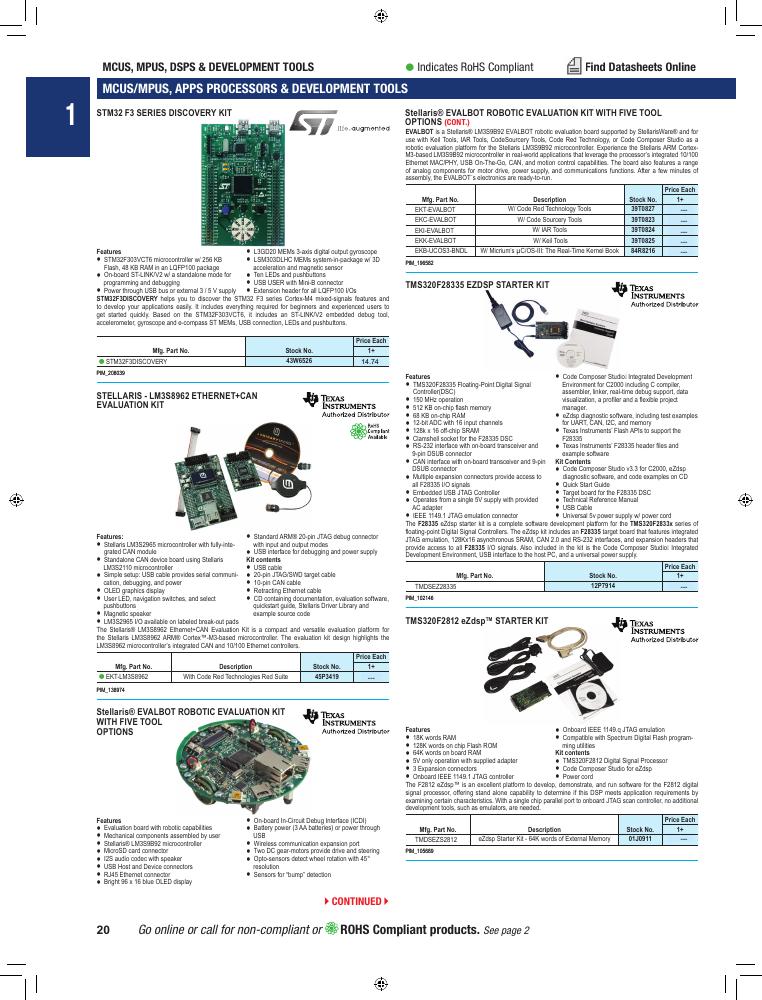 MCUS, MPUS, DSPS & DEVELOPMENT TOOLS
● Indicates RoHS Compliant
Find Datasheets Online
1
MCUS/MPUS, APPS PROCESSORS & DEVELOPMENT TOOLS
STM32 F3 SERIES DISCOVERY KIT
life.augmented
Features
● STM32F303VCT6 microcontroller w/ 256 KB
Flash, 48 KB RAM in an LQFP100 package
● On-board ST-LINK/V2 w/ a standalone mode for
programming and debugging
● Power through USB bus or external 3 / 5 V supply
● L3GD20 MEMs 3-axis digital output gyroscope
● LSM303DLHC MEMs system-in-package w/ 3D
acceleration and magnetic sensor
● Ten LEDs and pushbuttons
● USB USER with Mini-B connector
● Extension header for all LQFP100 I/Os
STM32F3DISCOVERY helps you to discover the STM32 F3 series Cortex-M4 mixed-signals features and
to develop your applications easily. It includes everything required for beginners and experienced users to
get started quickly. Based on the STM32F303VCT6, it includes an ST-LINK/V2 embedded debug tool,
accelerometer, gyroscope and e-compass ST MEMs, USB connection, LEDs and pushbuttons.
Price Each
Mfg. Part No. Stock No. 1+
● STM32F3DISCOVERY 43W6526 14.74
PIM_208039
STELLARIS - LM3S8962 ETHERNET+CAN
EVALUATION KIT
TEXAS
INSTRUMENTS
Authorized Distributor
RoHS
Compliant
Available
Features:
● Stellaris LM3S2965 microcontroller with fully-inte-
grated CAN module
● Standalone CAN device board using Stellaris
LM3S2110 microcontroller
● Simple setup: USB cable provides serial communi-
cation, debugging, and power
● OLED graphics display
● User LED, navigation switches, and select
pushbuttons
● Magnetic speaker
● LM3S2965 I/O available on labled break-out pads
● Standard ARM® 20-pin JTAG debug connector
with input and output modes
● USB interface for debugging and power supply
Kit contents
● USB cable
● 20-pin JTAG/SWD target cable
● 10-pin CAN cable
● Retracting Ethernet cable
● CD containing documentation, evaluation software,
quickstart guide, Stellaris Driver Library and
example source code
The Stellaris® LM3S8962 Ethernet+CAN Evaluation Kit is a compact and versatile evaluation platform for
the Stellaris LM3S8962 ARM® Cortex™-M3-based microcontroller. The evaluation kit design highlights the
LM3S8962 microcontroller's integrated CAN and 10/100 Ethernet controllers.
Price Each
Mfg. Part No. Description Stock No. 1+
● EKT-LM3S8962 With Code Red Technologies Red Suite 45P3419 ---
PIM_138974
Stellaris® EVALBOT ROBOTIC EVALUATION KIT
WITH FIVE TOOL
OPTIONS
TEXAS
INSTRUMENTS
Authorized Distributor
Features
● Evaluation board with robotic capabilities
● Mechanical components assembled by user
● Stellaris® LM3S9B92 microcontroller
● MicroSD card connector
● I2S audio codec with speaker
● USB Host and Device connectors
● RJ45 Ethernet connector
● Bright 96 x 16 blue OLED display
● On-board In-Circuit Debug Interface (ICDI)
● Battery power (3 AA batteries) or power through
USB
● Wireless communication expansion port
● Two DC gear-motors provide drive and steering
● Opto-sensors detect wheel rotation with 45°
resolution
● Sensors for "bump" detection
CONTINUED
Stellaris® EVALBOT ROBOTIC EVALUATION KIT WITH FIVE TOOL
OPTIONS (CONT.)
EVALBOT is a Stellaris® LM3S9B92 EVALBOT robotic evaluation board supported by StellarisWare® and for
use with Keil Tools, IAR Tools, CodeSourcery Tools, Code Red Technology, or Code Composer Studio as a
robotic evaluation platform for the Stellaris LM3S9B92 microcontroller. Experience the Stellaris ARM Cortex-
M3-based LM3S9B92 microcontroller in real-world applications that leverage the processor's integrated 10/100
Ethernet MAC/PHY, USB On-The-Go, CAN, and motion control capabilities. The board also features a range
of analog components for motor drive, power supply, and communications functions. After a few minutes of
assembly, the EVALBOT´s electronics are ready-to-run.
Price Each
Mfg. Part No. Description Stock No. 1+
EKT-EVALBOT W/ Code Red Technology Tools 39T0827 ---
EKC-EVALBOT W/ Code Sourcery Tools 39T0823 ---
EKI-EVALBOT W/ IAR Tools 39T0824 ---
EKK-EVALBOT W/ Keil Tools 39T0825 ---
EKB-UCOS3-BNDL W/ Micrium's µC/OS-III: The Real-Time Kernel Book 84R8216 ---
PIM_196582
TMS320F28335 EZDSP STARTER KIT
TEXAS
INSTRUMENTS
Authorized Distributor
Features
● TMS320F28335 Floating-Point Digital Signal
Controller(DSC)
● 150 MHz operation
● 512 KB on-chip flash memory
● 68 KB on-chip RAM
● 12-bit ADC with 16 input channels
● 128k x 16 off-chip SRAM
● Clamshell socket for the F28335 DSC
● RS-232 interface with on-board transceiver and
9-pin DSUB connector
● CAN interface with on-board transceiver and 9-pin
DSUB connector
● Multiple expansion connectors provide access to
all F28335 I/O signals
● Embedded USB JTAG Controller
● Operates from a single 5V supply with provided
AC adapter
● IEEE 1149.1 JTAG emulation connector
● Code Composer Studio: Integrated Development
Environment for C2000 including C compiler,
assembler, linker, real-time debug support, data
visualization, a profiler and a flexible project
manager.
● eZdsp diagnostic software, including test examples
for UART, CAN, I2C, and memory
● Texas Instruments' Flash APIs to support the
F28335
● Texas Instruments' F28335 header files and
example software
Kit Contents
● Code Composer Studio v3.3 for C2000, eZdsp
diagnostic software, and code examples on CD
● Quick Start Guide
● Target board for the F28335 DSC
● Technical Reference Manual
● USB Cable
● Universal 5v power supply w/ power cord
The F28335 eZdsp starter kit is a complete software development platform for the TMS320F2833x series of
floating-point Digital Signal Controllers. The eZdsp kit includes an F28335 target board that features integrated
JTAG emulation, 128Kx16 asynchronous SRAM, CAN 2.0 and RS-232 interfaces, and expansion headers that
provide access to all F28335 I/O signals. Also included in the kit is the Code Composer Studio: Integrated
Development Environment, USB interface to the host PC, and a universal power supply.
Price Each
Mfg. Part No. Stock No. 1+
TMDSEZ28335 12P7914 ---
PIM_102146
TMS320F2812 eZdsp™ STARTER KIT
TEXAS
INSTRUMENTS
Authorized Distributor
Features
● 18K words RAM
● 128K words on chip Flash ROM
● 64K words on board RAM
● 5V only operation with supplied adapter
● 3 Expansion connectors
● Onboard IEEE 1149.1 JTAG controller
● Onboard IEEE 1149.q JTAG emulation
● Compatible with Spectrum Digital Flash program-
ming utilities
Kit contents
● TMS320F2812 Digital Signal Processor
● Code Composer Studio for eZdsp
● Power cord
The F2812 eZdsp™ is an excellent platform to develop, demonstrate, and run software for the F2812 digital
signal processor, offering stand alone capability to determine if this DSP meet application requirements by
examining certain characteristics. With a single chip parallel port to onboard JTAG scan controller, no additional
development tools, such as emulators, are needed.
Price Each
Mfg. Part No. Description Stock No. 1+
TMDSEZS2812 eZdsp Starter Kit - 64K words of External Memory 01J0911 ---
PIM_105689
20 Go online or call for non-compliant or ROHS Compliant products. See page 2